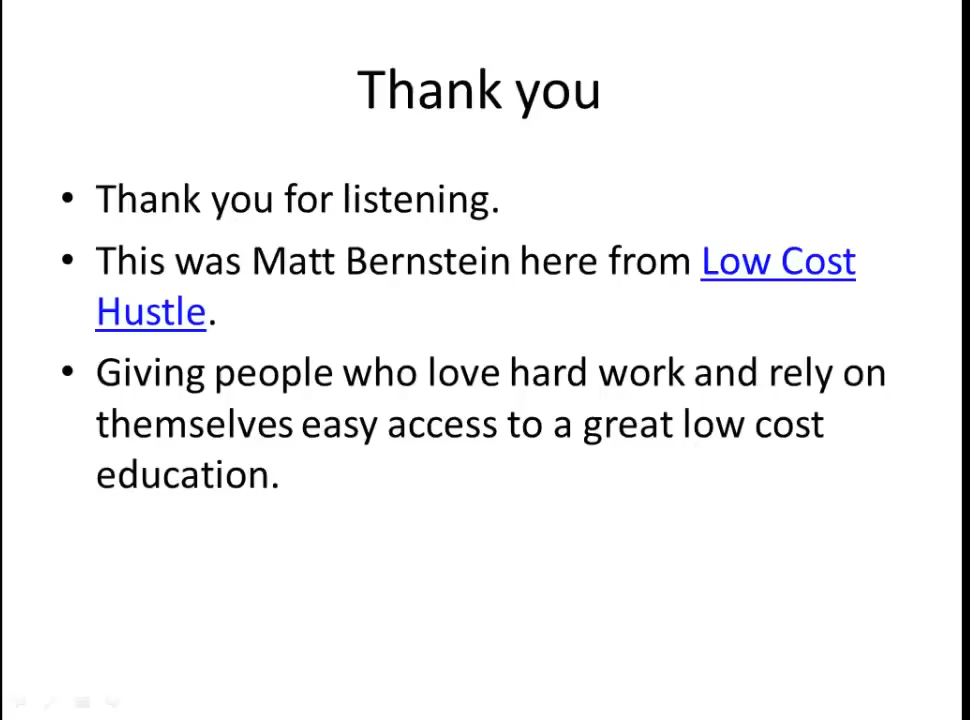 Thank you
• Thank you for listening.
• This was Matt Bernstein here from Low Cost
Hustle.
• Giving people who love hard work and rely on
themselves easy access to a great low cost
education.